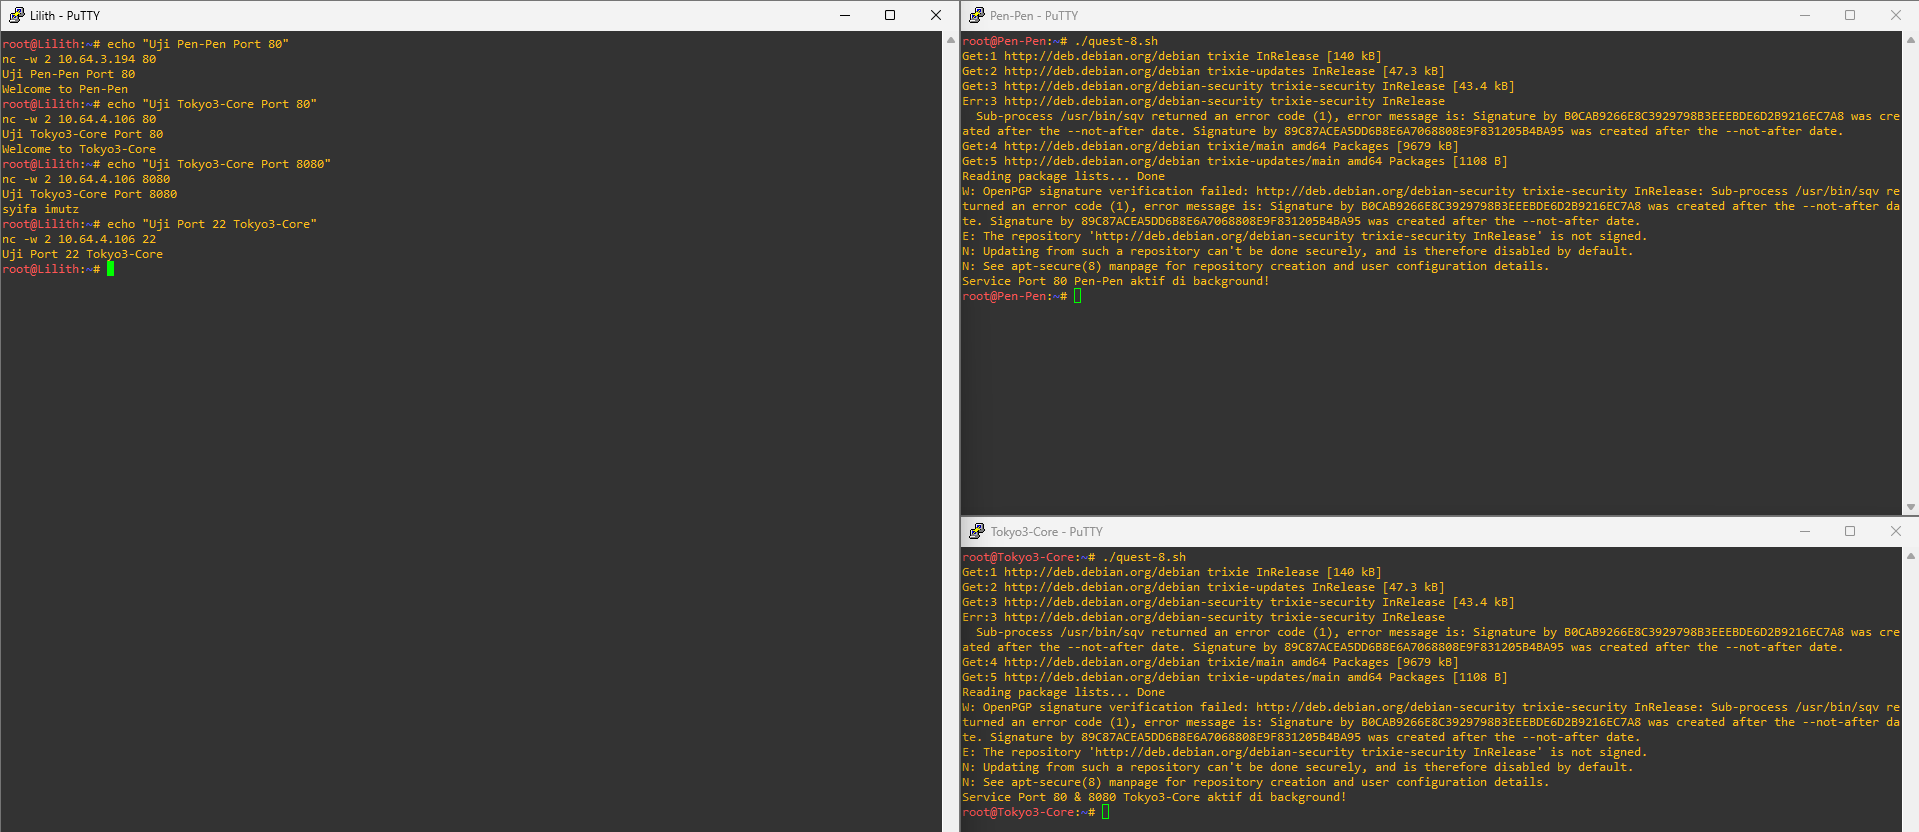 Lilith - PuTTY
root@Lilith:~# echo "Uji Pen-Pen Port 80"
nc -w 2 10.64.3.194 80
Uji Pen-Pen Port 80
Welcome to Pen-Pen
root@Lilith:~# echo "Uji Tokyo3-Core Port 80"
nc -w 2 10.64.4.106 80
Uji Tokyo3-Core Port 80
Welcome to Tokyo3-Core
root@Lilith:~# echo "Uji Tokyo3-Core Port 8080"
nc -w 2 10.64.4.106 8080
Uji Tokyo3-Core Port 8080
syifa imutz
root@Lilith:~# echo "Uji Port 22 Tokyo3-Core"
nc -w 2 10.64.4.106 22
Uji Port 22 Tokyo3-Core
root@Lilith:~#
Pen-Pen - PuTTY
root@Pen-Pen:~# ./quest-8.sh
Get:1 http://deb.debian.org/debian trixie InRelease [140 kB]
Get:2 http://deb.debian.org/debian trixie-updates InRelease [47.3 kB]
Get:3 http://deb.debian.org/debian-security trixie-security InRelease [43.4 kB]
Err:3 http://deb.debian.org/debian-security trixie-security InRelease
Sub-process /usr/bin/sqv returned an error code (1), error message is: Signature by B0CAB9266E8C3929798B3EEEBDE6D2B9216EC7A8 was cre
ated after the --not-after date. Signature by 89C87ACEA5DD6B8E6A7068808E9F831205B4BA95 was created after the --not-after date.
Get:4 http://deb.debian.org/debian trixie/main amd64 Packages [9679 kB]
Get:5 http://deb.debian.org/debian trixie-updates/main amd64 Packages [1108 B]
Reading package lists... Done
W: OpenPGP signature verification failed: http://deb.debian.org/debian-security trixie-security InRelease: Sub-process /usr/bin/sqv re
turned an error code (1), error message is: Signature by B0CAB9266E8C3929798B3EEEBDE6D2B9216EC7A8 was created after the --not-after da
te. Signature by 89C87ACEA5DD6B8E6A7068808E9F831205B4BA95 was created after the --not-after date.
E: The repository 'http://deb.debian.org/debian-security trixie-security InRelease' is not signed.
N: Updating from such a repository can't be done securely, and is therefore disabled by default.
N: See apt-secure(8) manpage for repository creation and user configuration details.
Service Port 80 Pen-Pen aktif di background!
root@Pen-Pen:~#
Tokyo3-Core - PuTTY
root@Tokyo3-Core:~# ./quest-8.sh
Get:1 http://deb.debian.org/debian trixie InRelease [140 kB]
Get:2 http://deb.debian.org/debian trixie-updates InRelease [47.3 kB]
Get:3 http://deb.debian.org/debian-security trixie-security InRelease [43.4 kB]
Err:3 http://deb.debian.org/debian-security trixie-security InRelease
Sub-process /usr/bin/sqv returned an error code (1), error message is: Signature by B0CAB9266E8C3929798B3EEEBDE6D2B9216EC7A8 was cre
ated after the --not-after date. Signature by 89C87ACEA5DD6B8E6A7068808E9F831205B4BA95 was created after the --not-after date.
Get:4 http://deb.debian.org/debian trixie/main amd64 Packages [9679 kB]
Get:5 http://deb.debian.org/debian trixie-updates/main amd64 Packages [1108 B]
Reading package lists... Done
W: OpenPGP signature verification failed: http://deb.debian.org/debian-security trixie-security InRelease: Sub-process /usr/bin/sqv re
turned an error code (1), error message is: Signature by B0CAB9266E8C3929798B3EEEBDE6D2B9216EC7A8 was created after the --not-after da
te. Signature by 89C87ACEA5DD6B8E6A7068808E9F831205B4BA95 was created after the --not-after date.
E: The repository 'http://deb.debian.org/debian-security trixie-security InRelease' is not signed.
N: Updating from such a repository can't be done securely, and is therefore disabled by default.
N: See apt-secure(8) manpage for repository creation and user configuration details.
Service Port 80 & 8080 Tokyo3-Core aktif di background!
root@Tokyo3-Core:~#